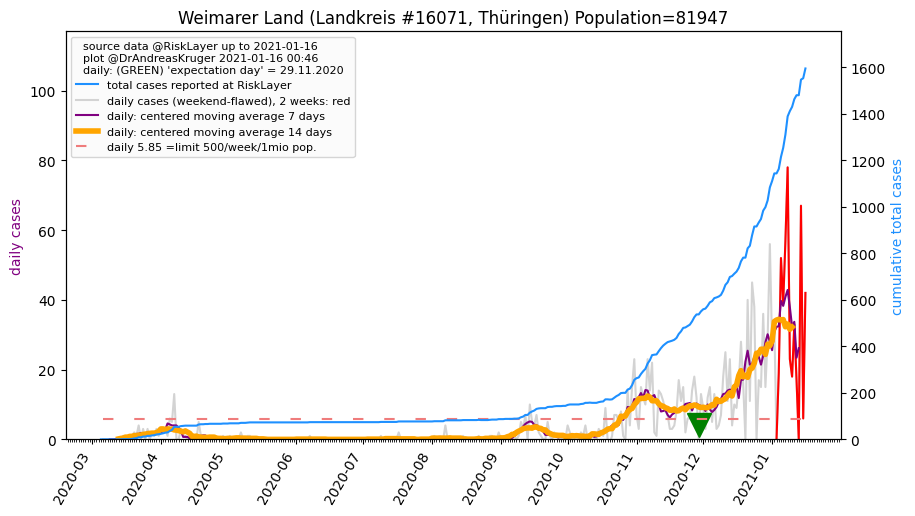 Weimarer Land (Landkreis #16071, Thüringen) Population=81947
source data @RiskLayer up to 2021-01-16
plot @DrAndreasKruger 2021-01-16 00:46
daily: (GREEN) 'expectation day' = 29.11.2020
total cases reported at RiskLayer
daily cases (weekend-flawed), 2 weeks: red
daily: centered moving average 7 days
daily: centered moving average 14 days
daily 5.85 =limit 500/week/1mio pop.
daily cases
100
80
60
40
20
0
cumulative total cases
1600
1400
1200
1000
800
600
400
200
0
2020-03
2020-04
2020-05
2020-06
2020-07
2020-08
2020-09
2020-10
2020-11
2020-12
2021-01